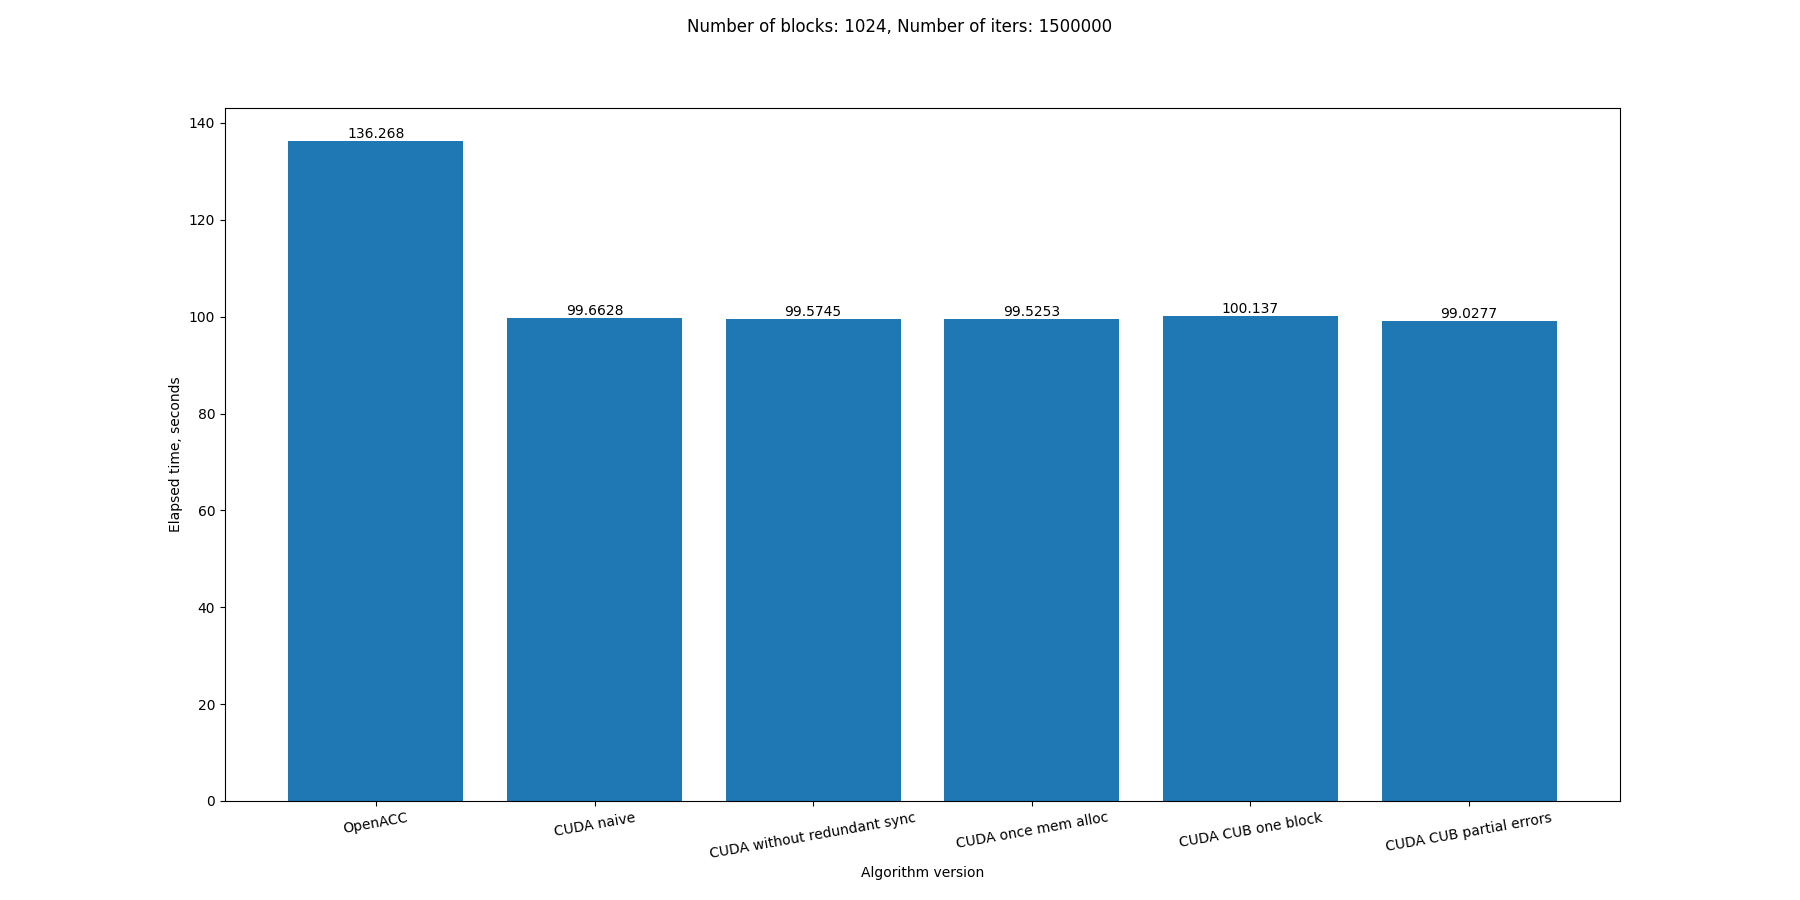 Number of blocks: 1024, Number of iters: 1500000
140
120
100
80
60
40
20
0
Elapsed time, seconds
136.268
99.6628
99.5745
99.5253
100.137
99.0277
OpenACC
CUDA naive
CUDA without redundant sync
CUDA once mem alloc
CUDA CUB one block
CUDA CUB partial errors
Algorithm version